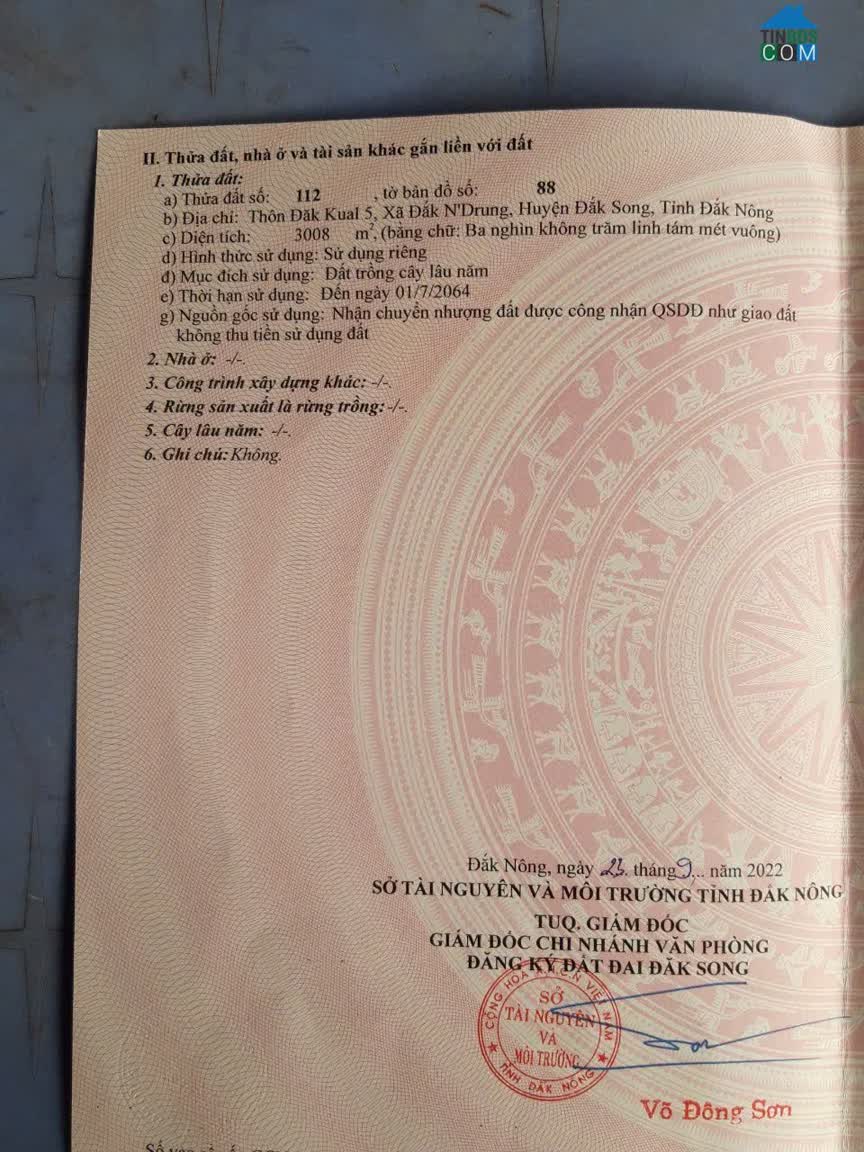 TINBDS
COM
II. Thửa đất, nhà ở và tài sản khác gắn liền với đất
1. Thửa đất:
a) Thửa đất số: 112 , tờ bản đồ số: 88
b) Địa chỉ: Thôn Đăk Kual 5, Xã Đắk N'Drung, Huyện Đắk Song, Tỉnh Đắk Nông
c) Diện tích: 3008 m², (bằng chữ: Ba nghìn không trăm linh tám mét vuông)
d) Hình thức sử dụng: Sử dụng riêng
đ) Mục đích sử dụng: Đất trồng cây lâu năm
e) Thời hạn sử dụng: Đến ngày 01/7/2064
g) Nguồn gốc sử dụng: Nhận chuyển nhượng đất được công nhận QSDĐ như giao đất
không thu tiền sử dụng đất
2. Nhà ở: -/-.
3. Công trình xây dựng khác: -/-.
4. Rừng sản xuất là rừng trồng: -/-.
5. Cây lâu năm: -/-.
6. Ghi chú: Không.
Đắk Nông, ngày 23. tháng 9... năm 2022
SỞ TÀI NGUYÊN VÀ MÔI TRƯỜNG TỈNH ĐẮK NÔNG
TUQ. GIÁM ĐỐC
GIÁM ĐỐC CHI NHÁNH VĂN PHÒNG
ĐĂNG KÝ ĐẤT ĐAI ĐĂK SONG
CỘNG HÒA X.H.C.N VIỆT NAM
SỞ
TÀI NGUYÊN
VÀ
MÔI TRƯỜNG
TỈNH ĐẮK NÔNG
Võ Đông Sơn